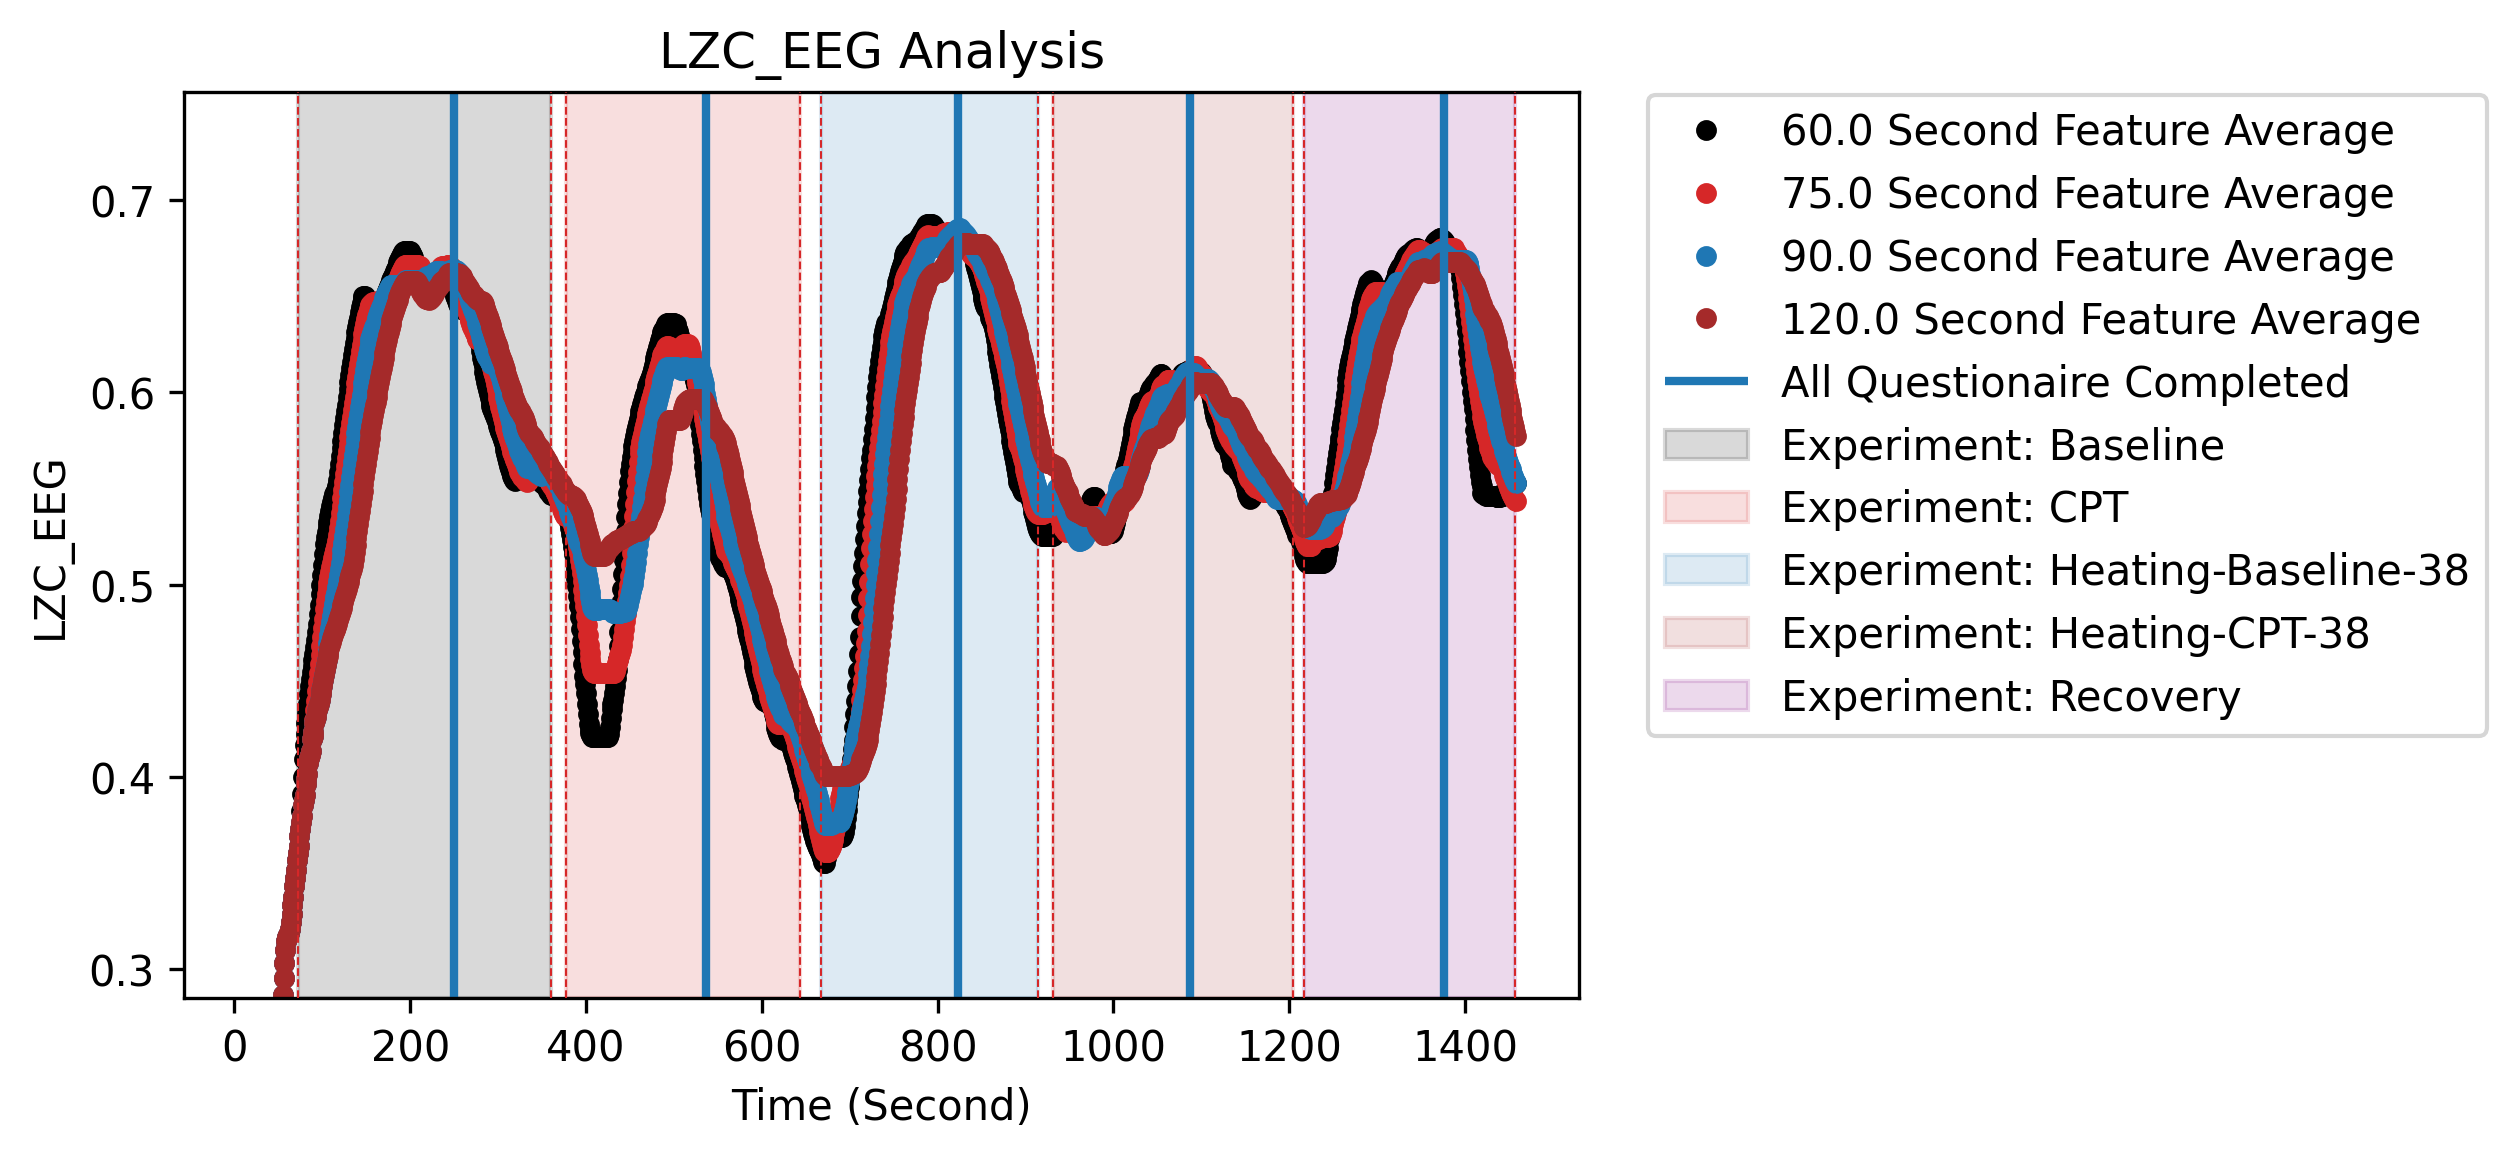 LZC_EEG Analysis
LZC_EEG
0.7
0.6
0.5
0.4
0.3
0 200 400 600 800 1000 1200 1400
Time (Second)
60.0 Second Feature Average
75.0 Second Feature Average
90.0 Second Feature Average
120.0 Second Feature Average
All Questionaire Completed
Experiment: Baseline
Experiment: CPT
Experiment: Heating-Baseline-38
Experiment: Heating-CPT-38
Experiment: Recovery